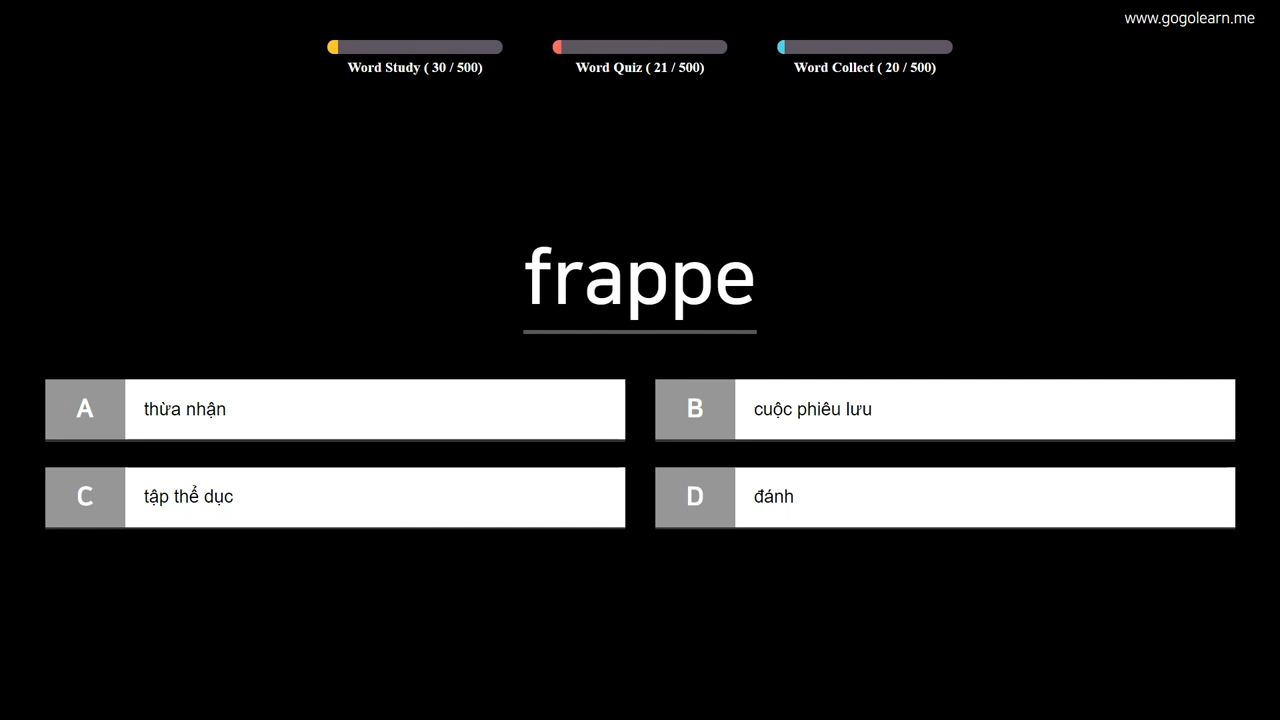 www.gogolearn.me
Word Study ( 30 / 500)
Word Quiz ( 21 / 500)
Word Collect ( 20 / 500)
frappe
A thừa nhận
B cuộc phiêu lưu
C tập thể dục
D đánh